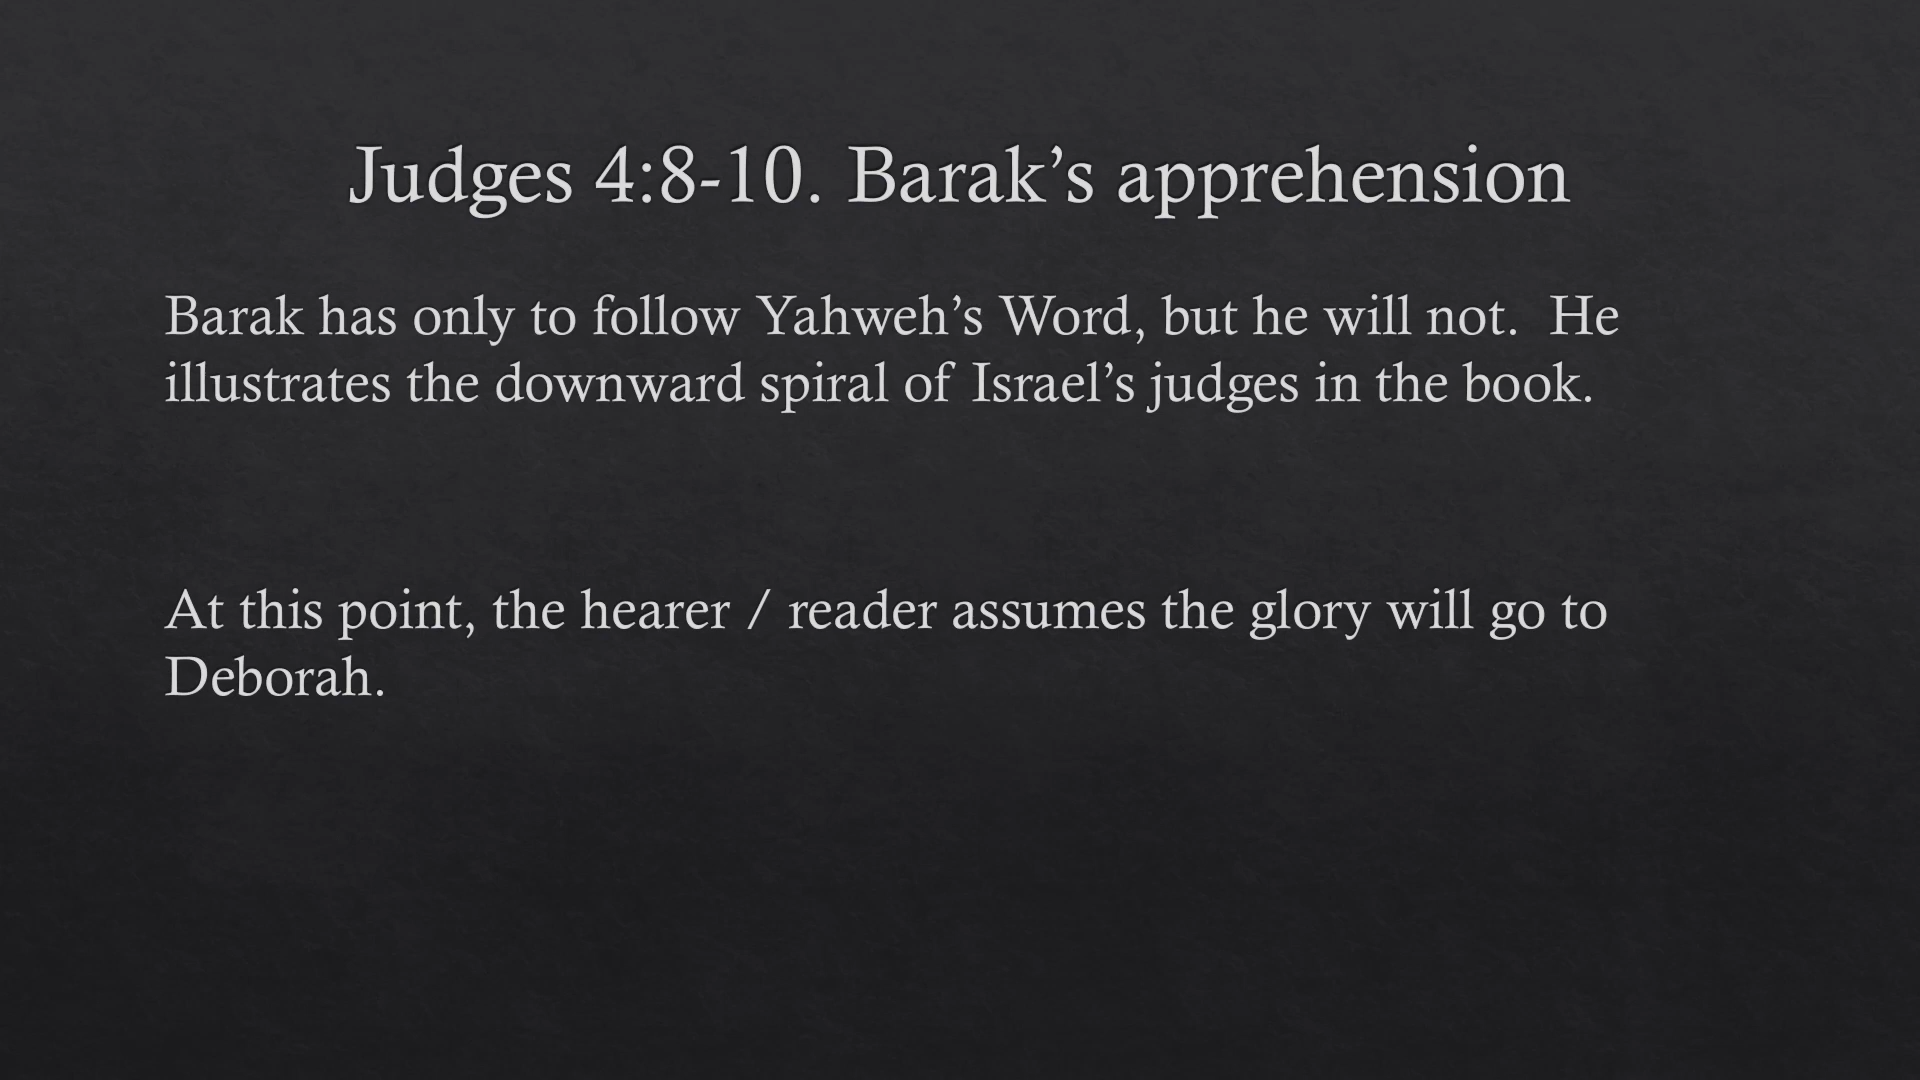 Judges 4:8-10. Barak’s apprehension
Barak has only to follow Yahweh’s Word, but he will not.  He
illustrates the downward spiral of Israel’s judges in the book.
At this point, the hearer / reader assumes the glory will go to
Deborah.